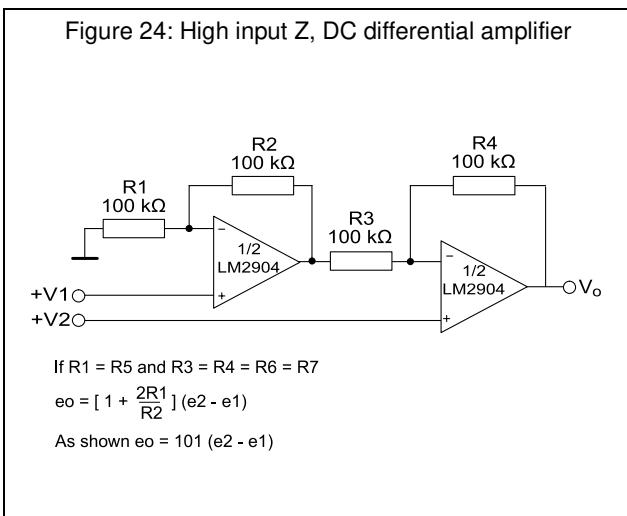 Figure 24: High input Z, DC differential amplifier
R2
100 kΩ
R4
100 kΩ
R1
100 kΩ
R3
100 kΩ
−
1/2
LM2904
+
−
1/2
LM2904
+
+V1
+V2
Vo
If R1 = R5 and R3 = R4 = R6 = R7
eo = [ 1 + 2R1/R2 ] (e2 - e1)
As shown eo = 101 (e2 - e1)